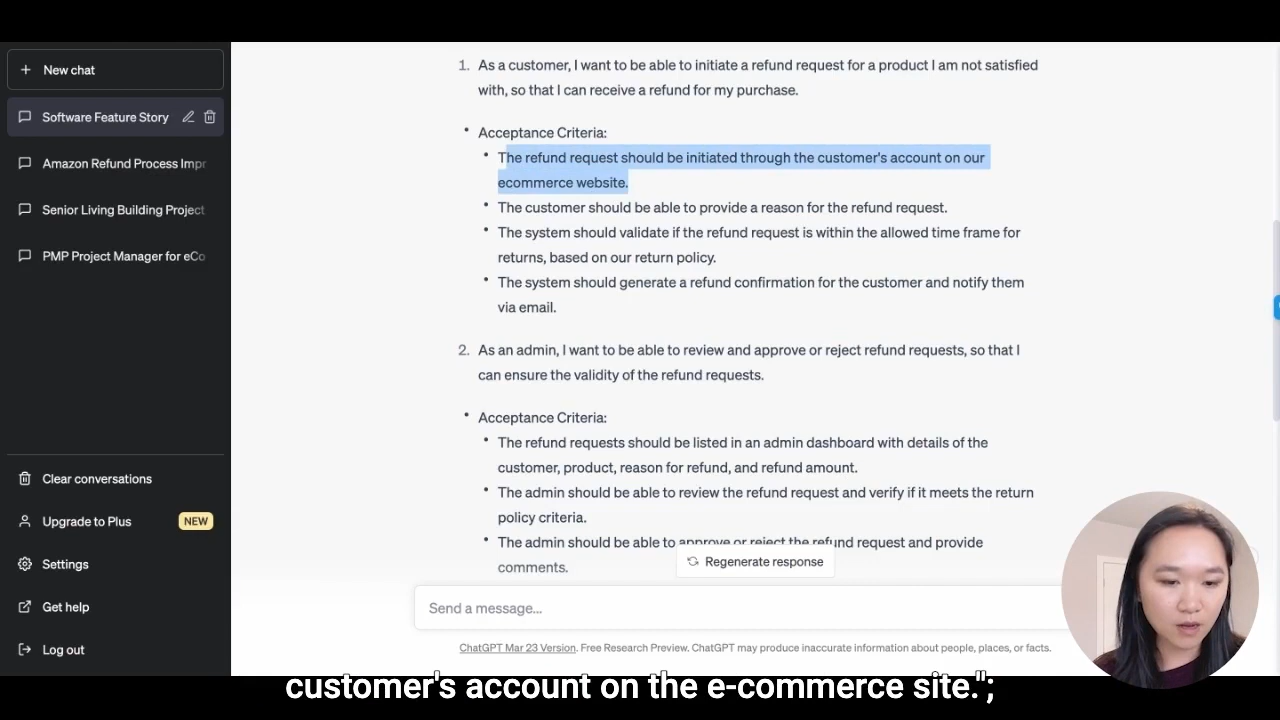 New chat
Software Feature Story
Amazon Refund Process Impr
Senior Living Building Project
PMP Project Manager for eCo
Clear conversations
Upgrade to Plus NEW
Settings
Get help
Log out
1. As a customer, I want to be able to initiate a refund request for a product I am not satisfied
with, so that I can receive a refund for my purchase.
• Acceptance Criteria:
• The refund request should be initiated through the customer's account on our
ecommerce website.
• The customer should be able to provide a reason for the refund request.
• The system should validate if the refund request is within the allowed time frame for
returns, based on our return policy.
• The system should generate a refund confirmation for the customer and notify them
via email.
2. As an admin, I want to be able to review and approve or reject refund requests, so that I
can ensure the validity of the refund requests.
• Acceptance Criteria:
• The refund requests should be listed in an admin dashboard with details of the
customer, product, reason for refund, and refund amount.
• The admin should be able to review the refund request and verify if it meets the return
policy criteria.
• The admin should be able to approve or reject the refund request and provide
comments.
Regenerate response
Send a message...
ChatGPT Mar 23 Version. Free Research Preview. ChatGPT may produce inaccurate information about people, places, or facts.
customer's account on the e-commerce site.";